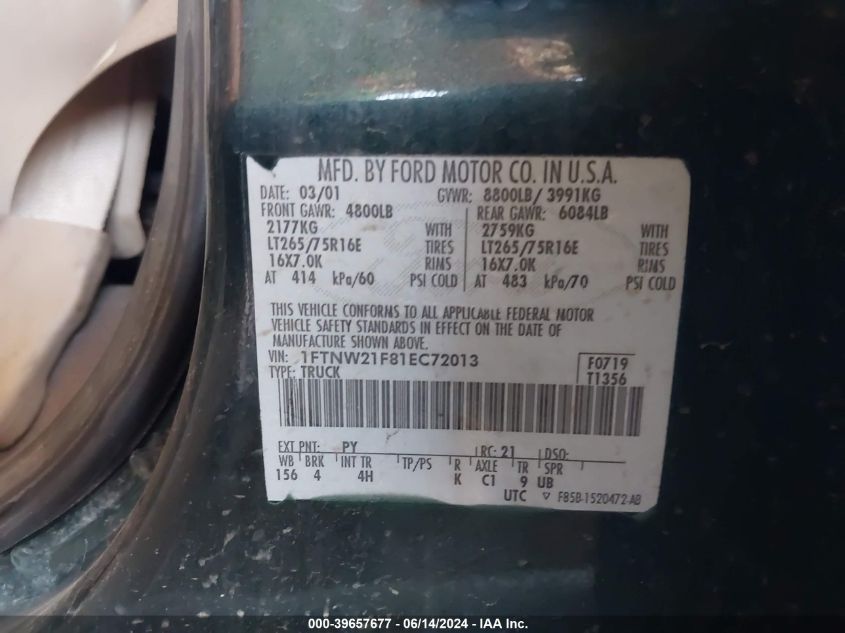 MFD. BY FORD MOTOR CO. IN U.S.A.
DATE: 03/01 GVWR: 8800LB/ 3991KG
FRONT GAWR: 4800LB REAR GAWR: 6084LB
2177KG WITH 2759KG WITH
LT265/75R16E TIRES LT265/75R16E TIRES
16X7.0K RIMS 16X7.0K RIMS
AT 414 kPa/60 PSI COLD AT 483 kPa/70 PSI COLD
THIS VEHICLE CONFORMS TO ALL APPLICABLE FEDERAL MOTOR
VEHICLE SAFETY STANDARDS IN EFFECT ON THE DATE OF
MANUFACTURE SHOWN ABOVE.
VIN: 1FTNW21F81EC72013 F0719
TYPE: TRUCK T1356
EXT PNT: PY RC: 21 DSO:
WB BRK INT TR TP/PS R AXLE TR SPR
156 4 4H K C1 9 UB
UTC ▽ F85B-1520472-AB
000-39657677 - 06/14/2024 - IAA Inc.